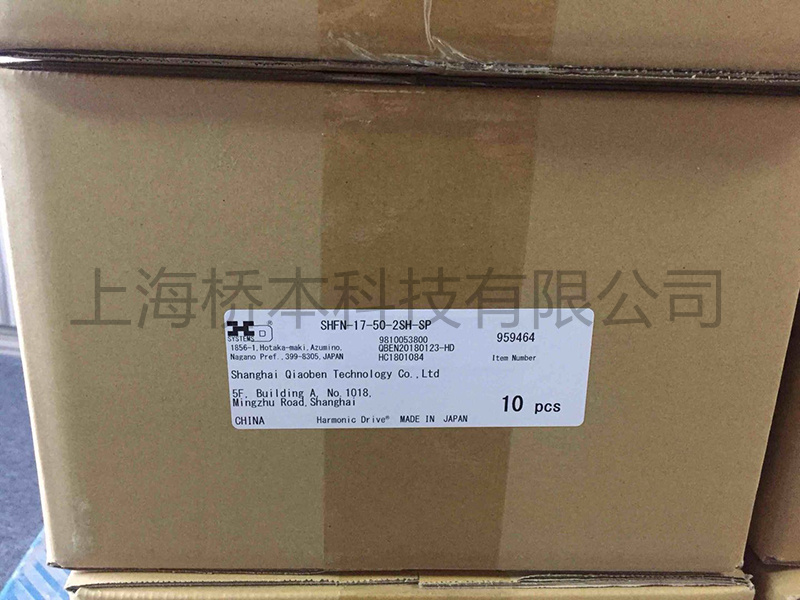 上海桥本科技有限公司
SHFN-17-50-2SH-SP
SYSTEMS
9810053800
959464
1856-1,Hotaka-maki,Azumino,
QBEN20180123-HD
Nagano Pref.,399-8305,JAPAN
HC1801084
Item Number
Shanghai Qiaoben Technology Co.,Ltd
5F, Building A, No.1018,
Mingzhu Road,Shanghai
10 pcs
CHINA
Harmonic Drive® MADE IN JAPAN